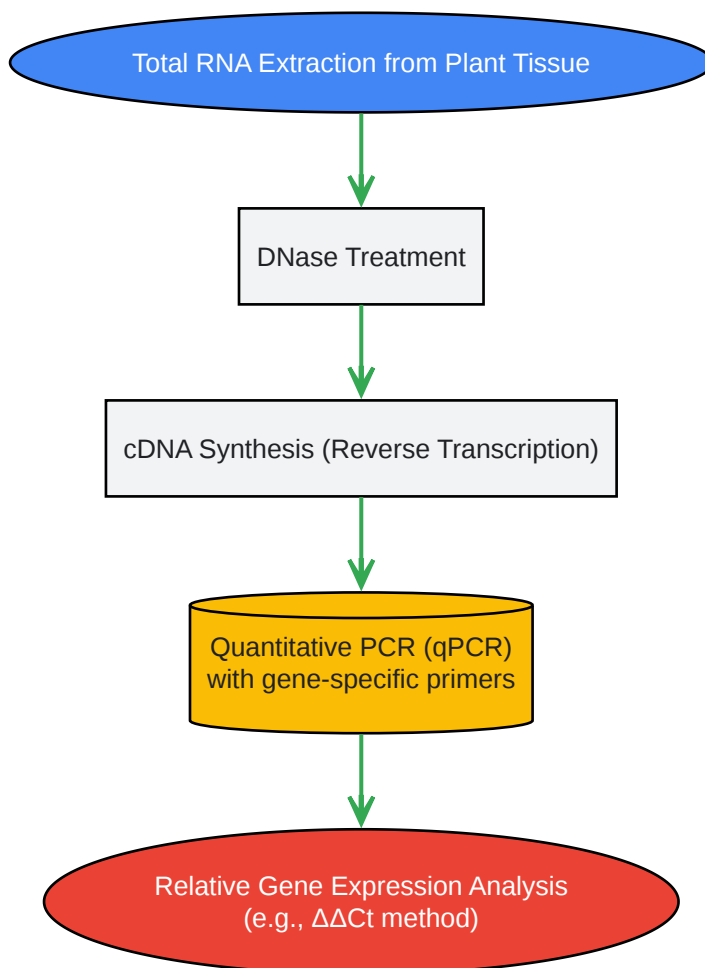 Total RNA Extraction from Plant Tissue
DNase Treatment
cDNA Synthesis (Reverse Transcription)
Quantitative PCR (qPCR)
with gene-specific primers
Relative Gene Expression Analysis
(e.g., ΔΔCt method)